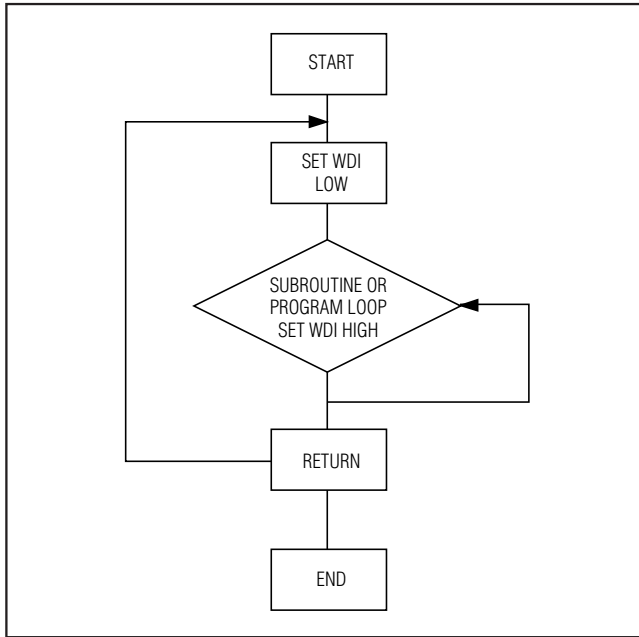 START
SET WDI
LOW
SUBROUTINE OR
PROGRAM LOOP
SET WDI HIGH
RETURN
END